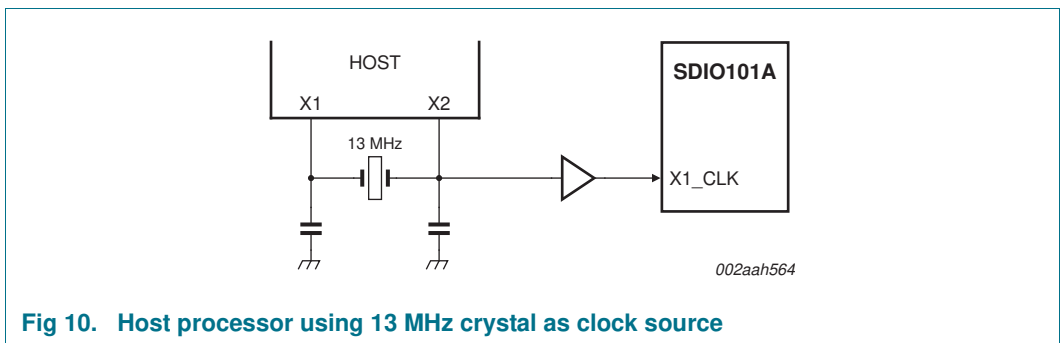 HOST
SDIO101A
X1
X2
13 MHz
X1_CLK
002aah564
Fig 10. Host processor using 13 MHz crystal as clock source